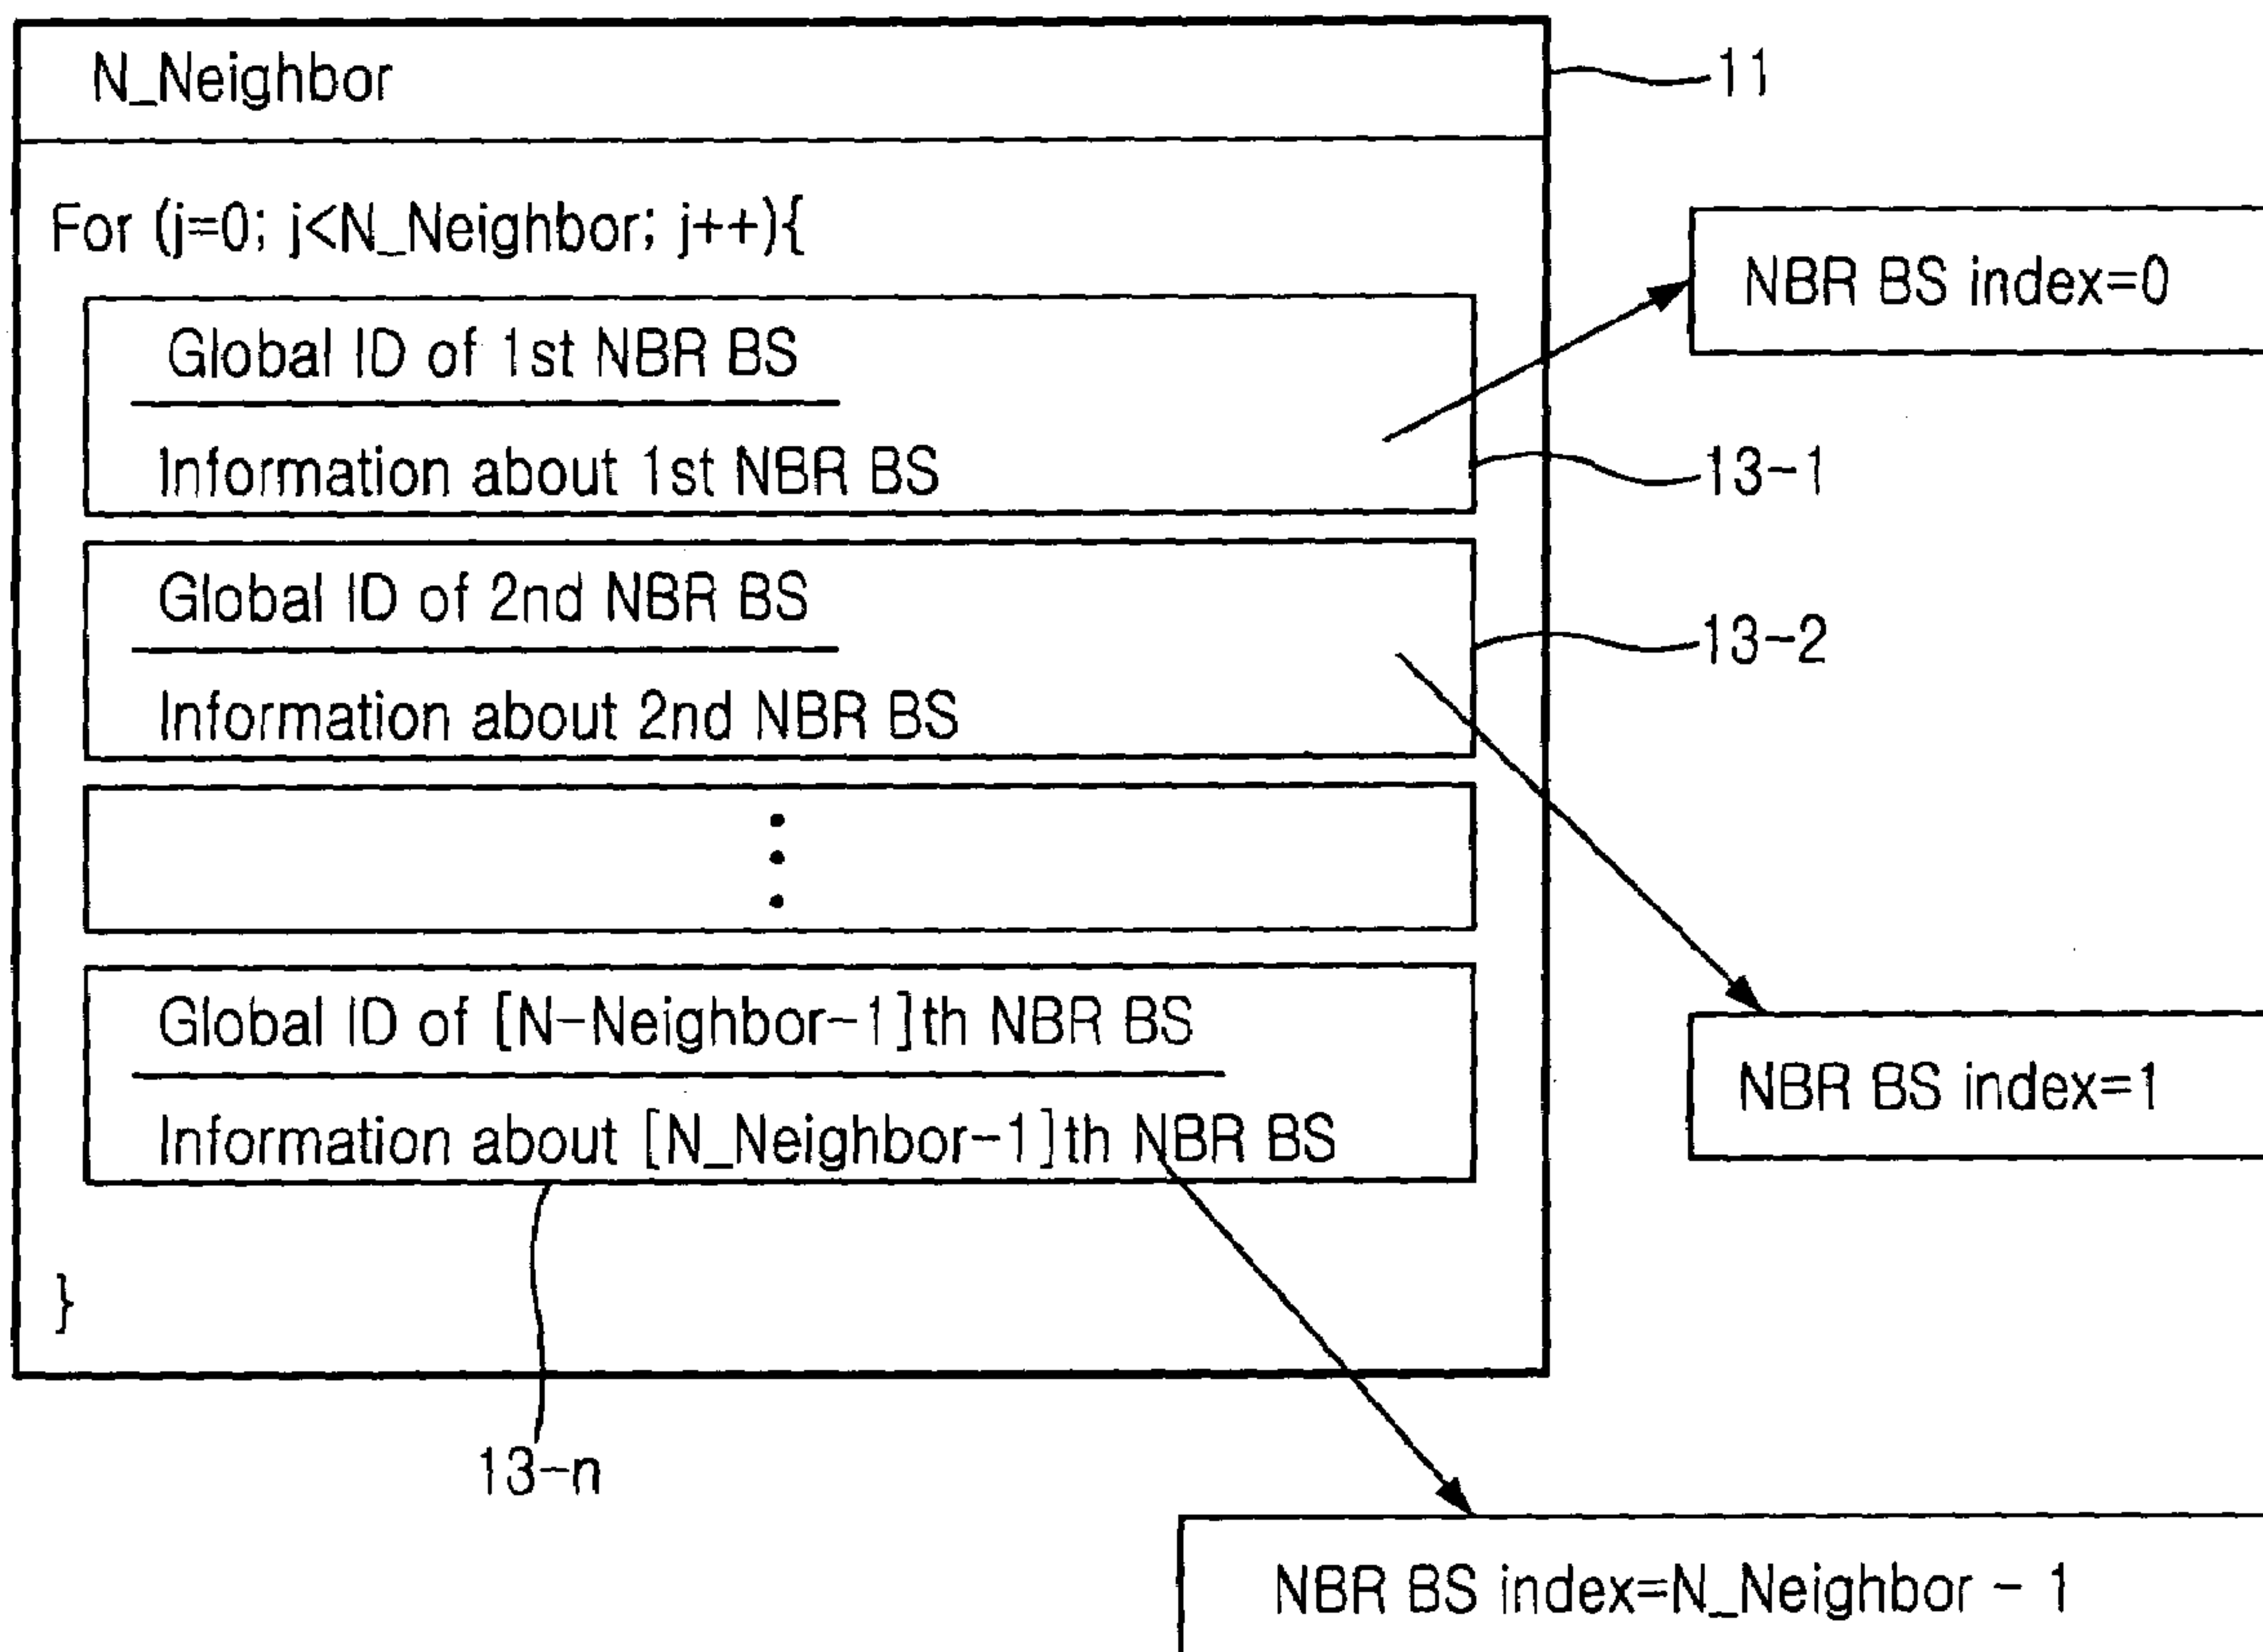 N_Neighbor
11
For (j=0; j<N_Neighbor; j++){
NBR BS index=0
Global ID of 1st NBR BS
Information about 1st NBR BS
13-1
Global ID of 2nd NBR BS
13-2
Information about 2nd NBR BS
Global ID of [N-Neighbor-1]th NBR BS
NBR BS index=1
Information about [N_Neighbor-1]th NBR BS
}
13-n
NBR BS index=N_Neighbor - 1